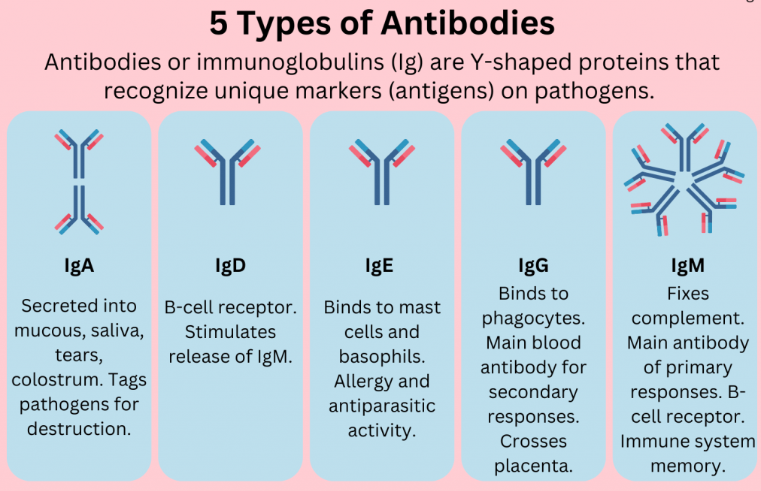 5 Types of Antibodies
Antibodies or immunoglobulins (Ig) are Y-shaped proteins that
recognize unique markers (antigens) on pathogens.
IgA
Secreted into
mucous, saliva,
tears,
colostrum. Tags
pathogens for
destruction.
IgD
B-cell receptor.
Stimulates
release of IgM.
IgE
Binds to mast
cells and
basophils.
Allergy and
antiparasitic
activity.
IgG
Binds to
phagocytes.
Main blood
antibody for
secondary
responses.
Crosses
placenta.
IgM
Fixes
complement.
Main antibody
of primary
responses. B-
cell receptor.
Immune system
memory.